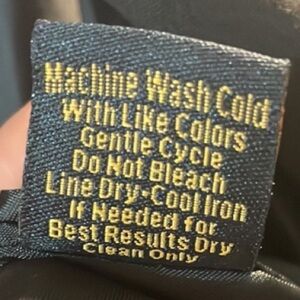 Machine Wash Cold
With Like Colors
Gentle Cycle
Do Not Bleach
Line Dry-Cool Iron
If Needed for
Best Results Dry
Clean Only